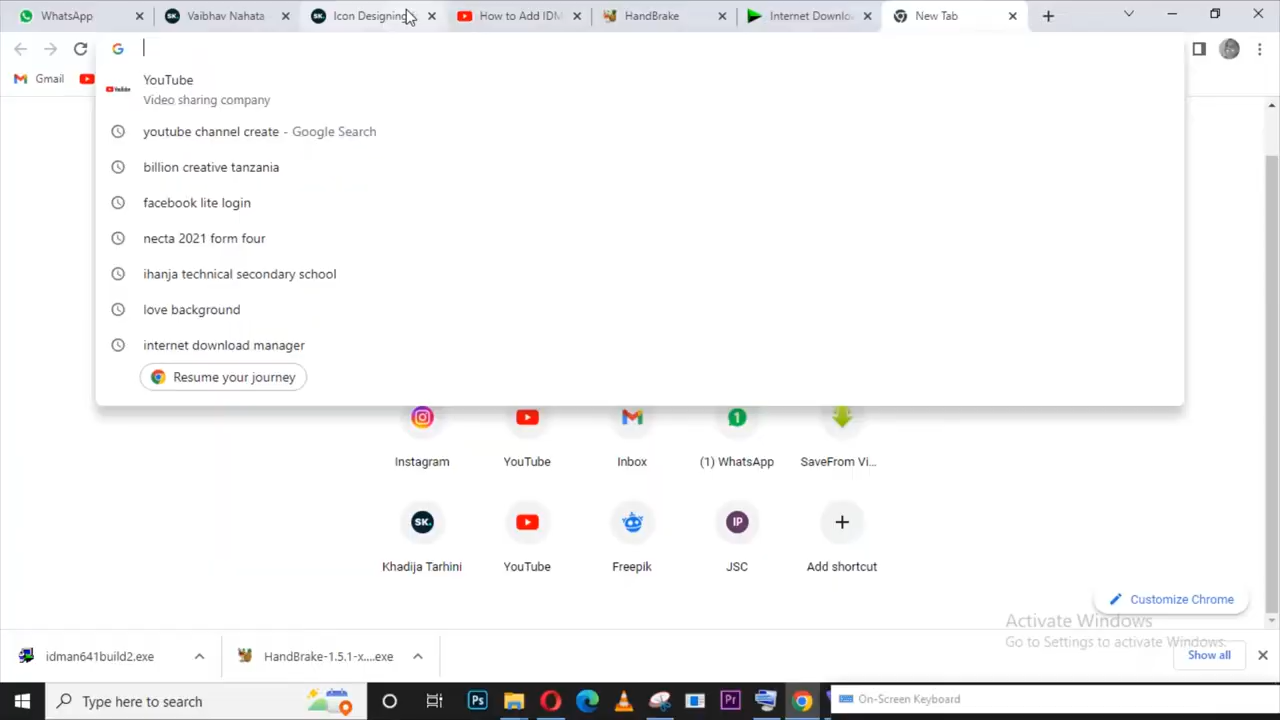 WhatsApp
Vaibhav Nahata
Icon Designing
How to Add IDM
HandBrake
Internet Downlo
New Tab
Gmail
YouTube
Video sharing company
youtube channel create - Google Search
billion creative tanzania
facebook lite login
necta 2021 form four
ihanja technical secondary school
love background
internet download manager
Resume your journey
Instagram
YouTube
Inbox
(1) WhatsApp
SaveFrom Vi...
SK.
IP
Khadija Tarhini
YouTube
Freepik
JSC
Add shortcut
Customize Chrome
Activate Windows
Go to Settings to activate Windows.
idman641build2.exe
HandBrake-1.5.1-x....exe
Show all
Type here to search
Ps
Pr
On-Screen Keyboard